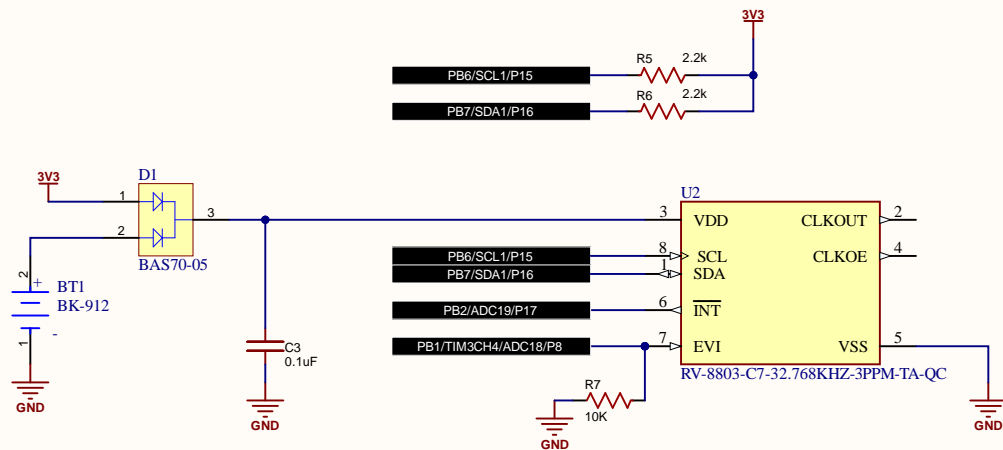 3V3
R5
2.2k
PB6/SCL1/P15
R6
2.2k
PB7/SDA1/P16
3V3
D1
1
2
3
BAS70-05
U2
3
VDD
CLKOUT
2
PB6/SCL1/P15
8
SCL
CLKOE
4
PB7/SDA1/P16
1
SDA
2
+
BT1
BK-912
-
1
PB2/ADC19/P17
6
INT
PB1/TIM3CH4/ADC18/P8
7
EVI
VSS
5
C3
0.1uF
RV-8803-C7-32.768KHZ-3PPM-TA-QC
R7
10K
GND
GND
GND
GND